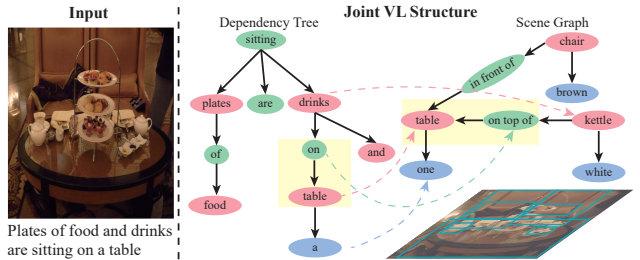 Input
Joint VL Structure
Dependency Tree
Scene Graph
sitting
chair
in front of
plates
are
drinks
brown
table
on top of
kettle
of
on
and
one
white
food
table
a
Plates of food and drinks
are sitting on a table